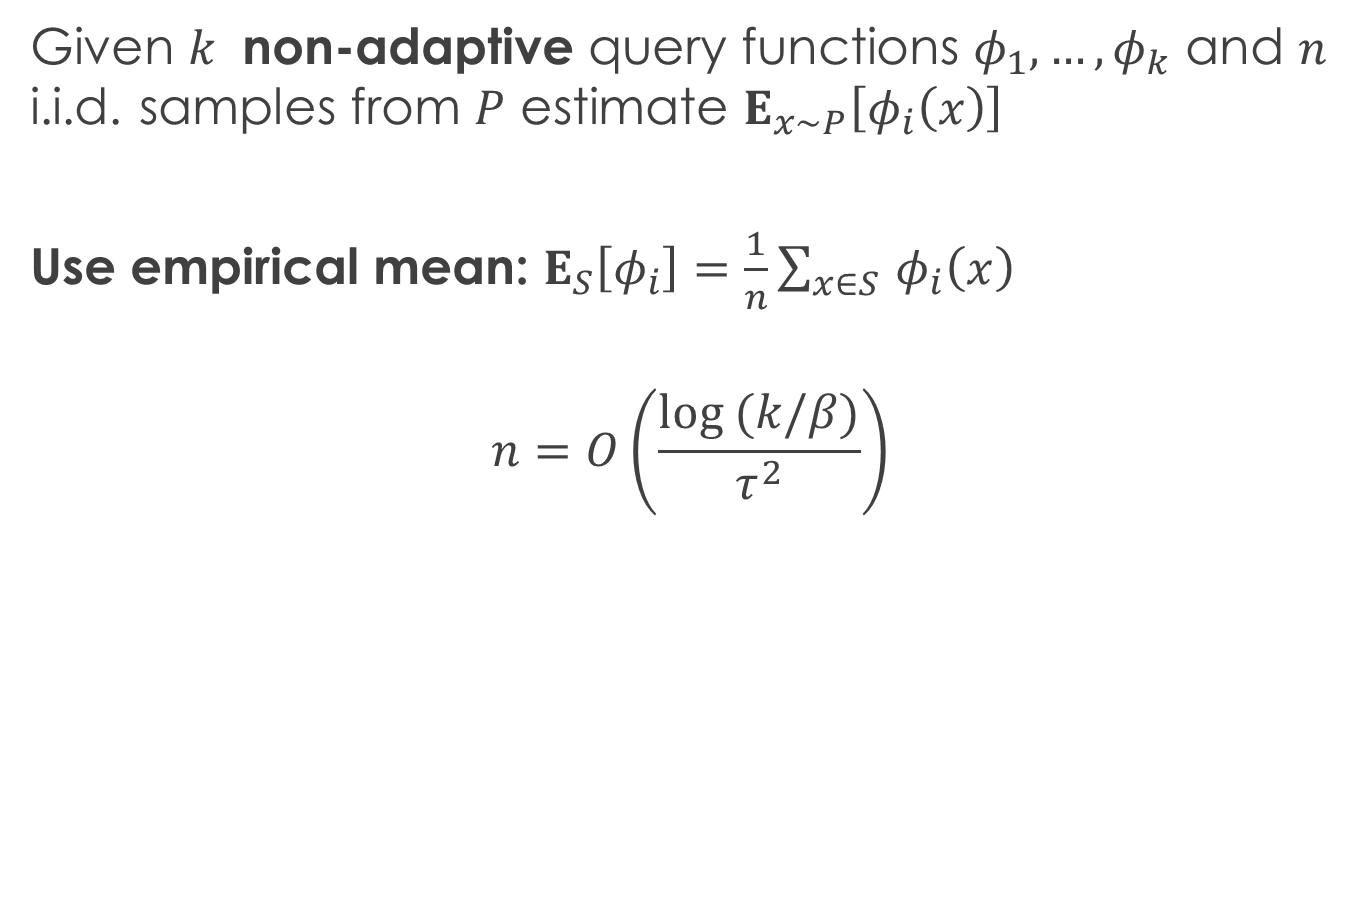 Given k non-adaptive query functions ϕ₁, … , ϕₖ and n
i.i.d. samples from P estimate 𝐄ₓ~P[ϕᵢ(x)]
Use empirical mean: 𝐄S[ϕᵢ] = 1/n ∑x∈S ϕᵢ(x)
n = O(log (k/β) / τ²)